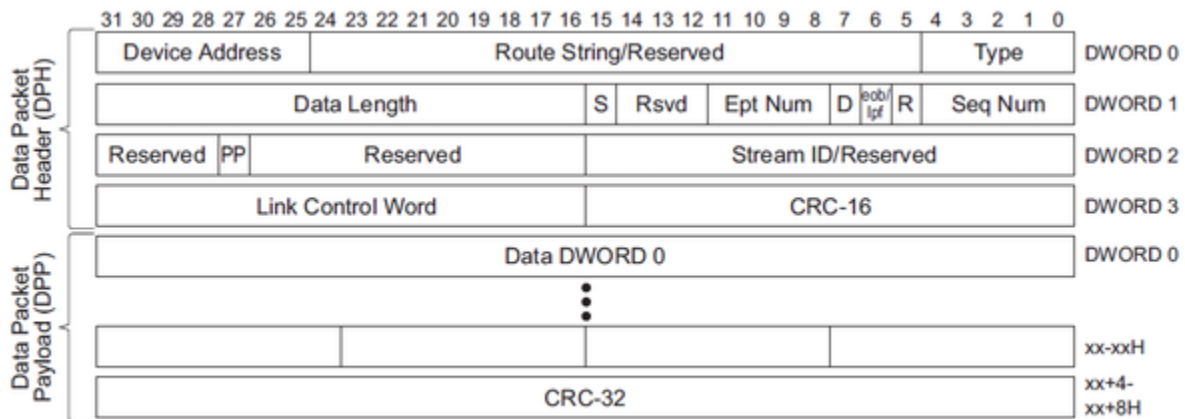 31 30 29 28 27 26 25 24 23 22 21 20 19 18 17 16 15 14 13 12 11 10 9 8 7 6 5 4 3 2 1 0
Data Packet
Header (DPH)
Device Address Route String/Reserved Type DWORD 0
Data Length S Rsvd Ept Num D eob/lpf R Seq Num DWORD 1
Reserved PP Reserved Stream ID/Reserved DWORD 2
Link Control Word CRC-16 DWORD 3
Data Packet
Payload (DPP)
Data DWORD 0 DWORD 0
xx-xxH
CRC-32 xx+4-
xx+8H